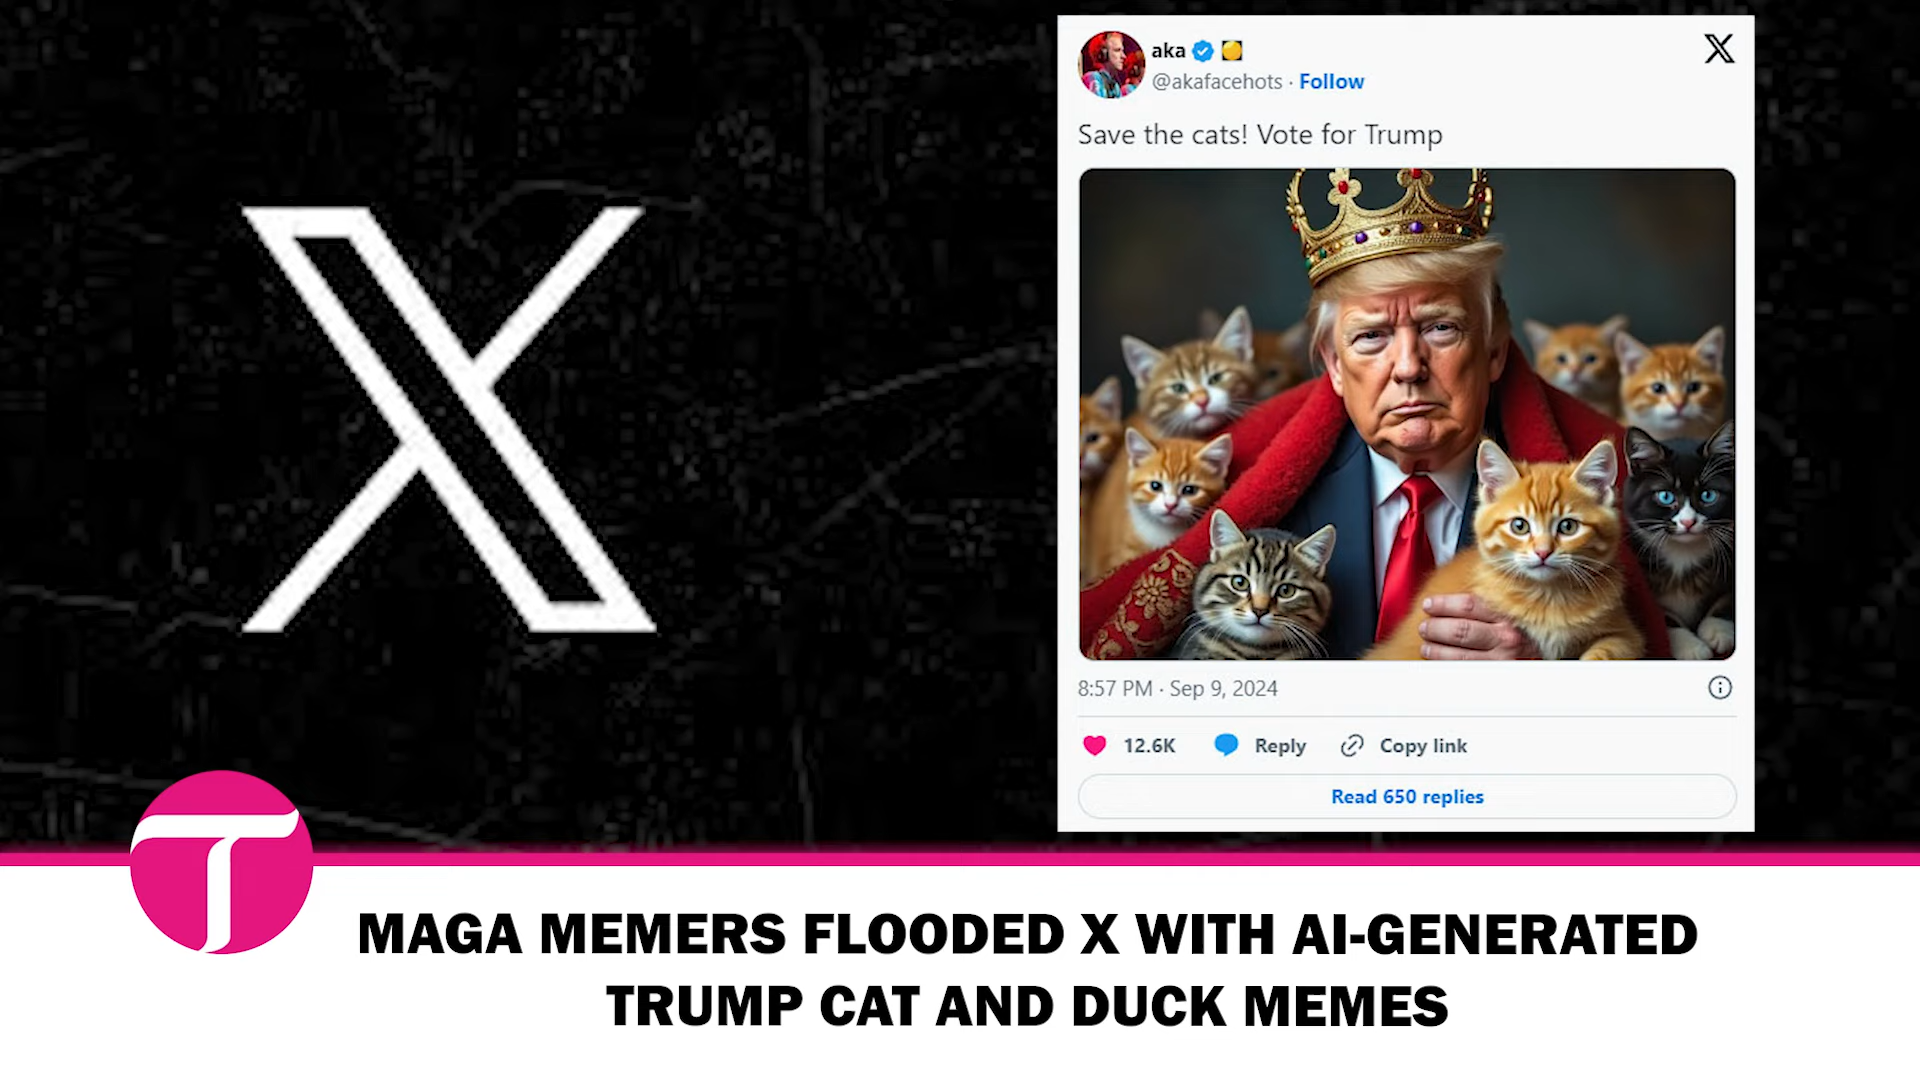 aka
@akafacehots · Follow
Save the cats! Vote for Trump
8:57 PM · Sep 9, 2024
12.6K Reply Copy link
Read 650 replies
MAGA MEMERS FLOODED X WITH AI-GENERATED
TRUMP CAT AND DUCK MEMES